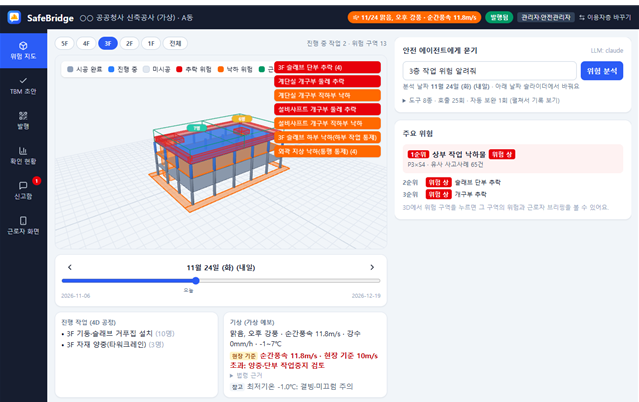 SafeBridge ○○ 공공청사 신축공사 (가상) · A동
11/24 맑음, 오후 강풍 · 순간풍속 11.8m/s
발행됨
관리자 안전관리자
이용자층 바꾸기
위험 지도
TBM 초안
발행
확인 현황
신고함
1
근로자 화면
5F 4F 3F 2F 1F 전체
진행 중 작업 2 · 위험 구역 13
시공 완료 진행 중 미시공 추락 위험 낙하 위험
3F 슬래브 단부 추락 (4)
계단실 개구부 둘레 추락
계단실 개구부 직하부 낙하
설비샤프트 개구부 둘레 추락
설비샤프트 개구부 직하부 낙하
3F 슬래브 하부 낙하(하부 작업 통제)
외곽 지상 낙하(통행 통제) (4)
11월 24일 (화) (내일)
오늘
2026-11-06
2026-12-19
진행 작업 (4D 공정)
• 3F 기둥·슬래브 거푸집 설치 (10명)
• 3F 자재 양중(타워크레인) (3명)
기상 (가상 예보)
맑음, 오후 강풍 · 순간풍속 11.8m/s · 강수 0mm/h · -1~7℃
현장 기준 순간풍속 11.8m/s · 현장 기준 10m/s 초과: 양중·단부 작업중지 검토
▸ 법령 근거
참고 최저기온 -1.0℃: 결빙·미끄럼 주의
안전 에이전트에게 묻기
LLM: claude
3층 작업 위험 알려줘
위험 분석
분석 날짜 11월 24일 (화) (내일) · 아래 날짜 슬라이더에서 바꿔요
▸ 도구 8종 · 호출 25회 · 자동 보완 1회 (펼쳐서 기록 보기)
주요 위험
1순위 상부 작업 낙하물 위험 상
P3×S4 · 유사 사고사례 65건
2순위 위험 상 슬래브 단부 추락
3순위 위험 상 개구부 추락
3D에서 위험 구역을 누르면 그 구역의 위험과 근로자 브리핑을 볼 수 있어요.